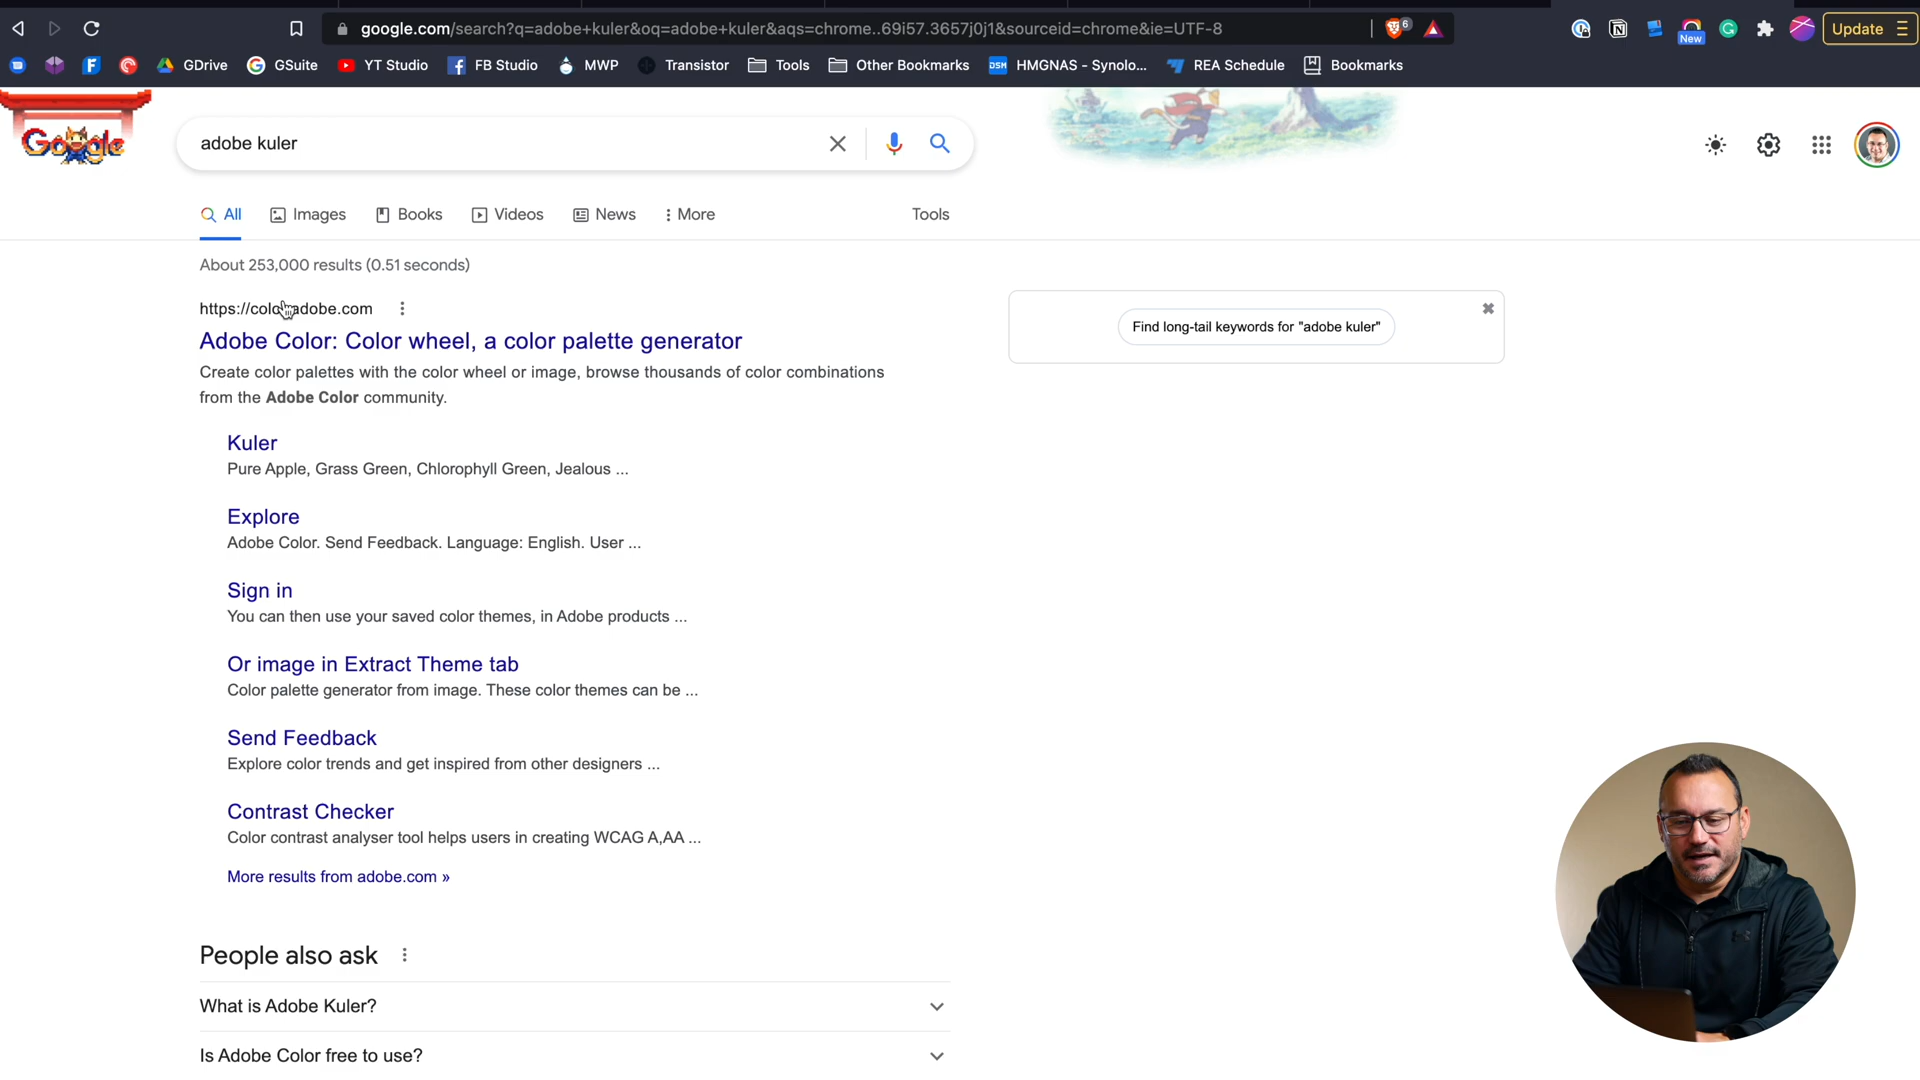 google.com/search?q=adobe+kuler&oq=adobe+kuler&aqs=chrome..69i57.3657j0j1&sourceid=chrome&ie=UTF-8
6
New
Update
GDrive
GSuite
YT Studio
FB Studio
MWP
Transistor
Tools
Other Bookmarks
DSM
HMGNAS - Synolo...
REA Schedule
Bookmarks
Google
adobe kuler
All
Images
Books
Videos
News
More
Tools
About 253,000 results (0.51 seconds)
https://color.adobe.com
Adobe Color: Color wheel, a color palette generator
Create color palettes with the color wheel or image, browse thousands of color combinations
from the Adobe Color community.
Find long-tail keywords for "adobe kuler"
Kuler
Pure Apple, Grass Green, Chlorophyll Green, Jealous ...
Explore
Adobe Color. Send Feedback. Language: English. User ...
Sign in
You can then use your saved color themes, in Adobe products ...
Or image in Extract Theme tab
Color palette generator from image. These color themes can be ...
Send Feedback
Explore color trends and get inspired from other designers ...
Contrast Checker
Color contrast analyser tool helps users in creating WCAG A,AA ...
More results from adobe.com »
People also ask
What is Adobe Kuler?
Is Adobe Color free to use?